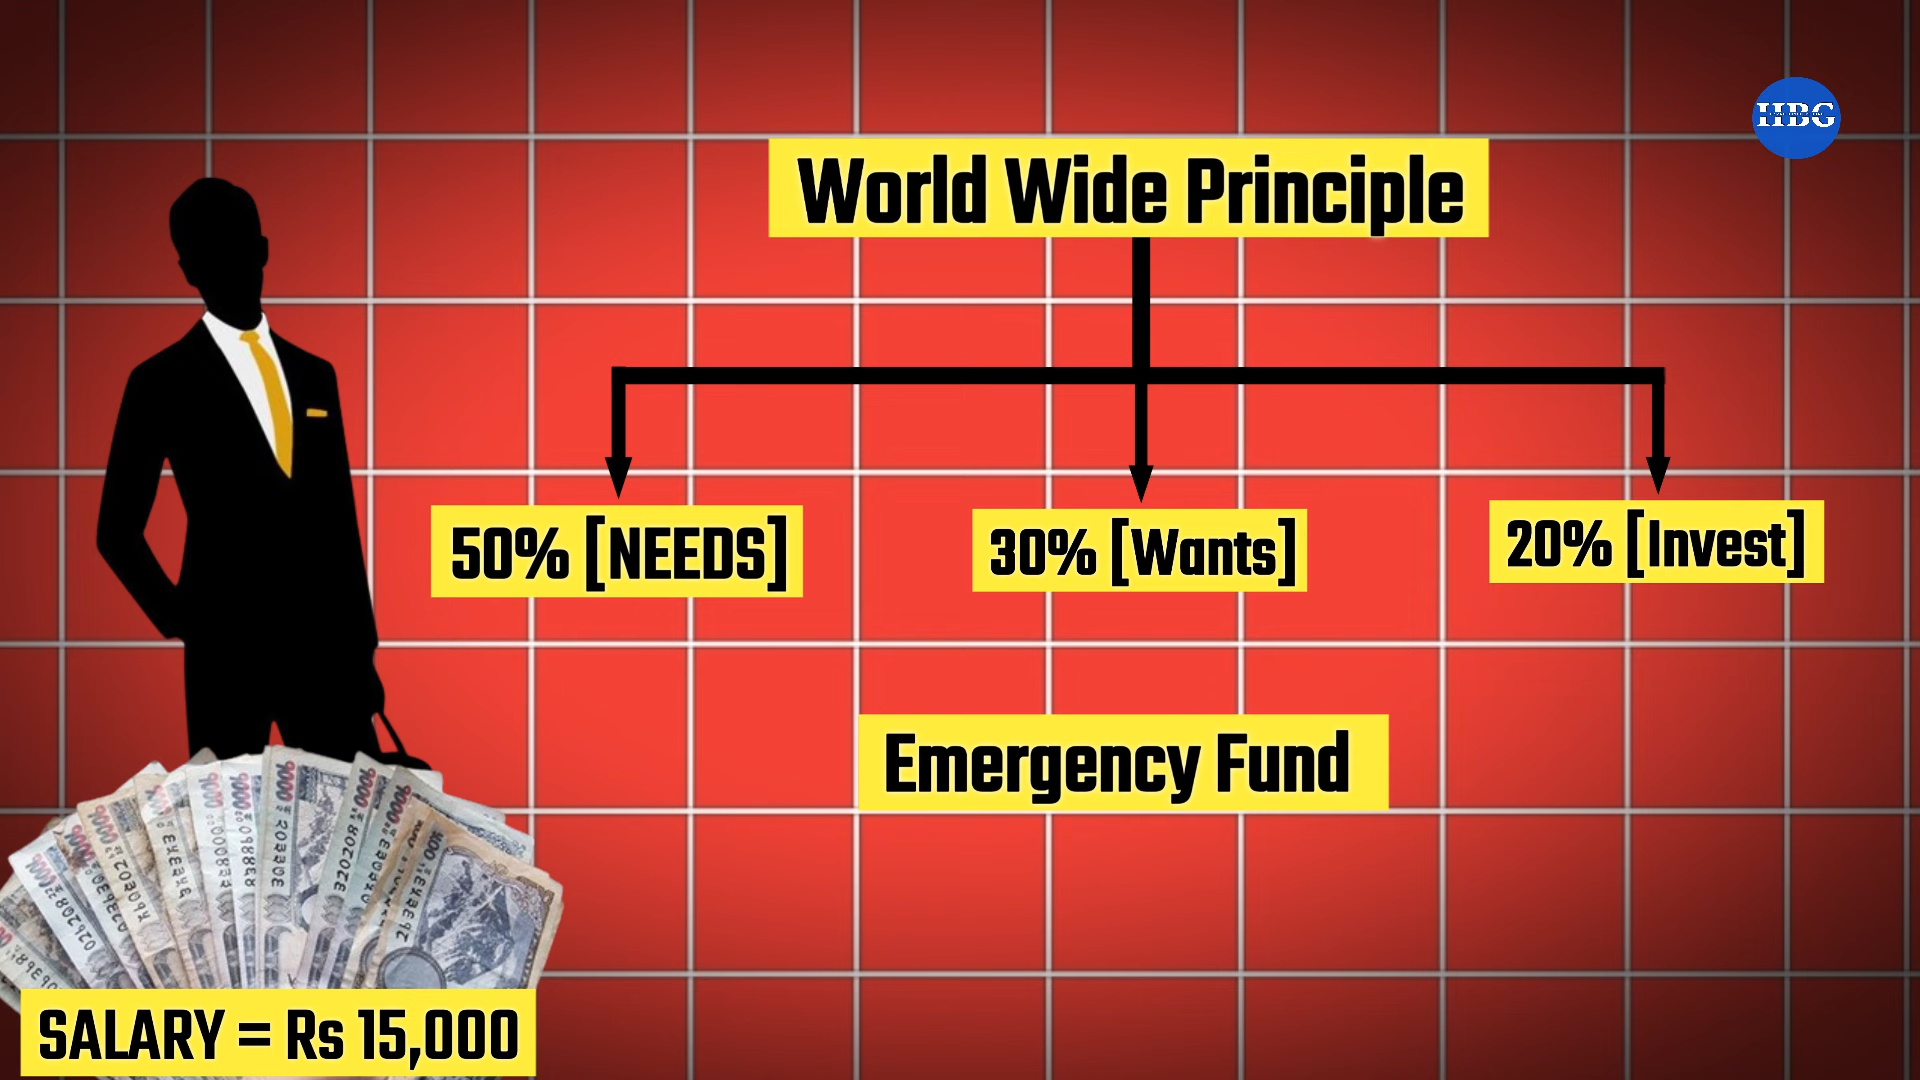 HBG
World Wide Principle
50% [NEEDS]
30% [Wants]
20% [Invest]
Emergency Fund
SALARY = Rs 15,000